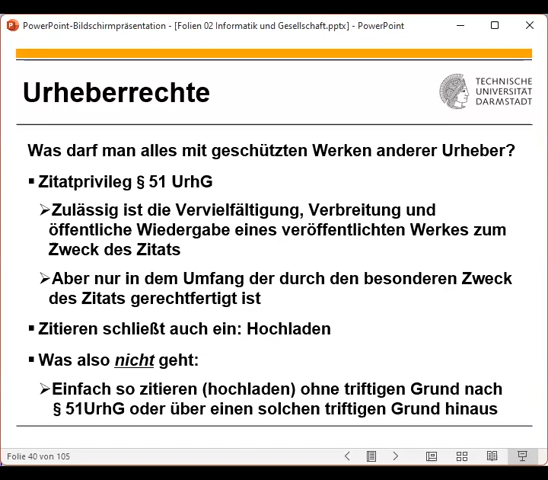 PowerPoint-Bildschirmpräsentation - [Folien 02 Informatik und Gesellschaft.pptx] - PowerPoint
Urheberrechte
TECHNISCHE
UNIVERSITÄT
DARMSTADT
Was darf man alles mit geschützten Werken anderer Urheber?
▪ Zitatprivileg § 51 UrhG
➢Zulässig ist die Vervielfältigung, Verbreitung und
öffentliche Wiedergabe eines veröffentlichten Werkes zum
Zweck des Zitats
➢Aber nur in dem Umfang der durch den besonderen Zweck
des Zitats gerechtfertigt ist
▪ Zitieren schließt auch ein: Hochladen
▪ Was also nicht geht:
➢Einfach so zitieren (hochladen) ohne triftigen Grund nach
§ 51UrhG oder über einen solchen triftigen Grund hinaus
Folie 40 von 105